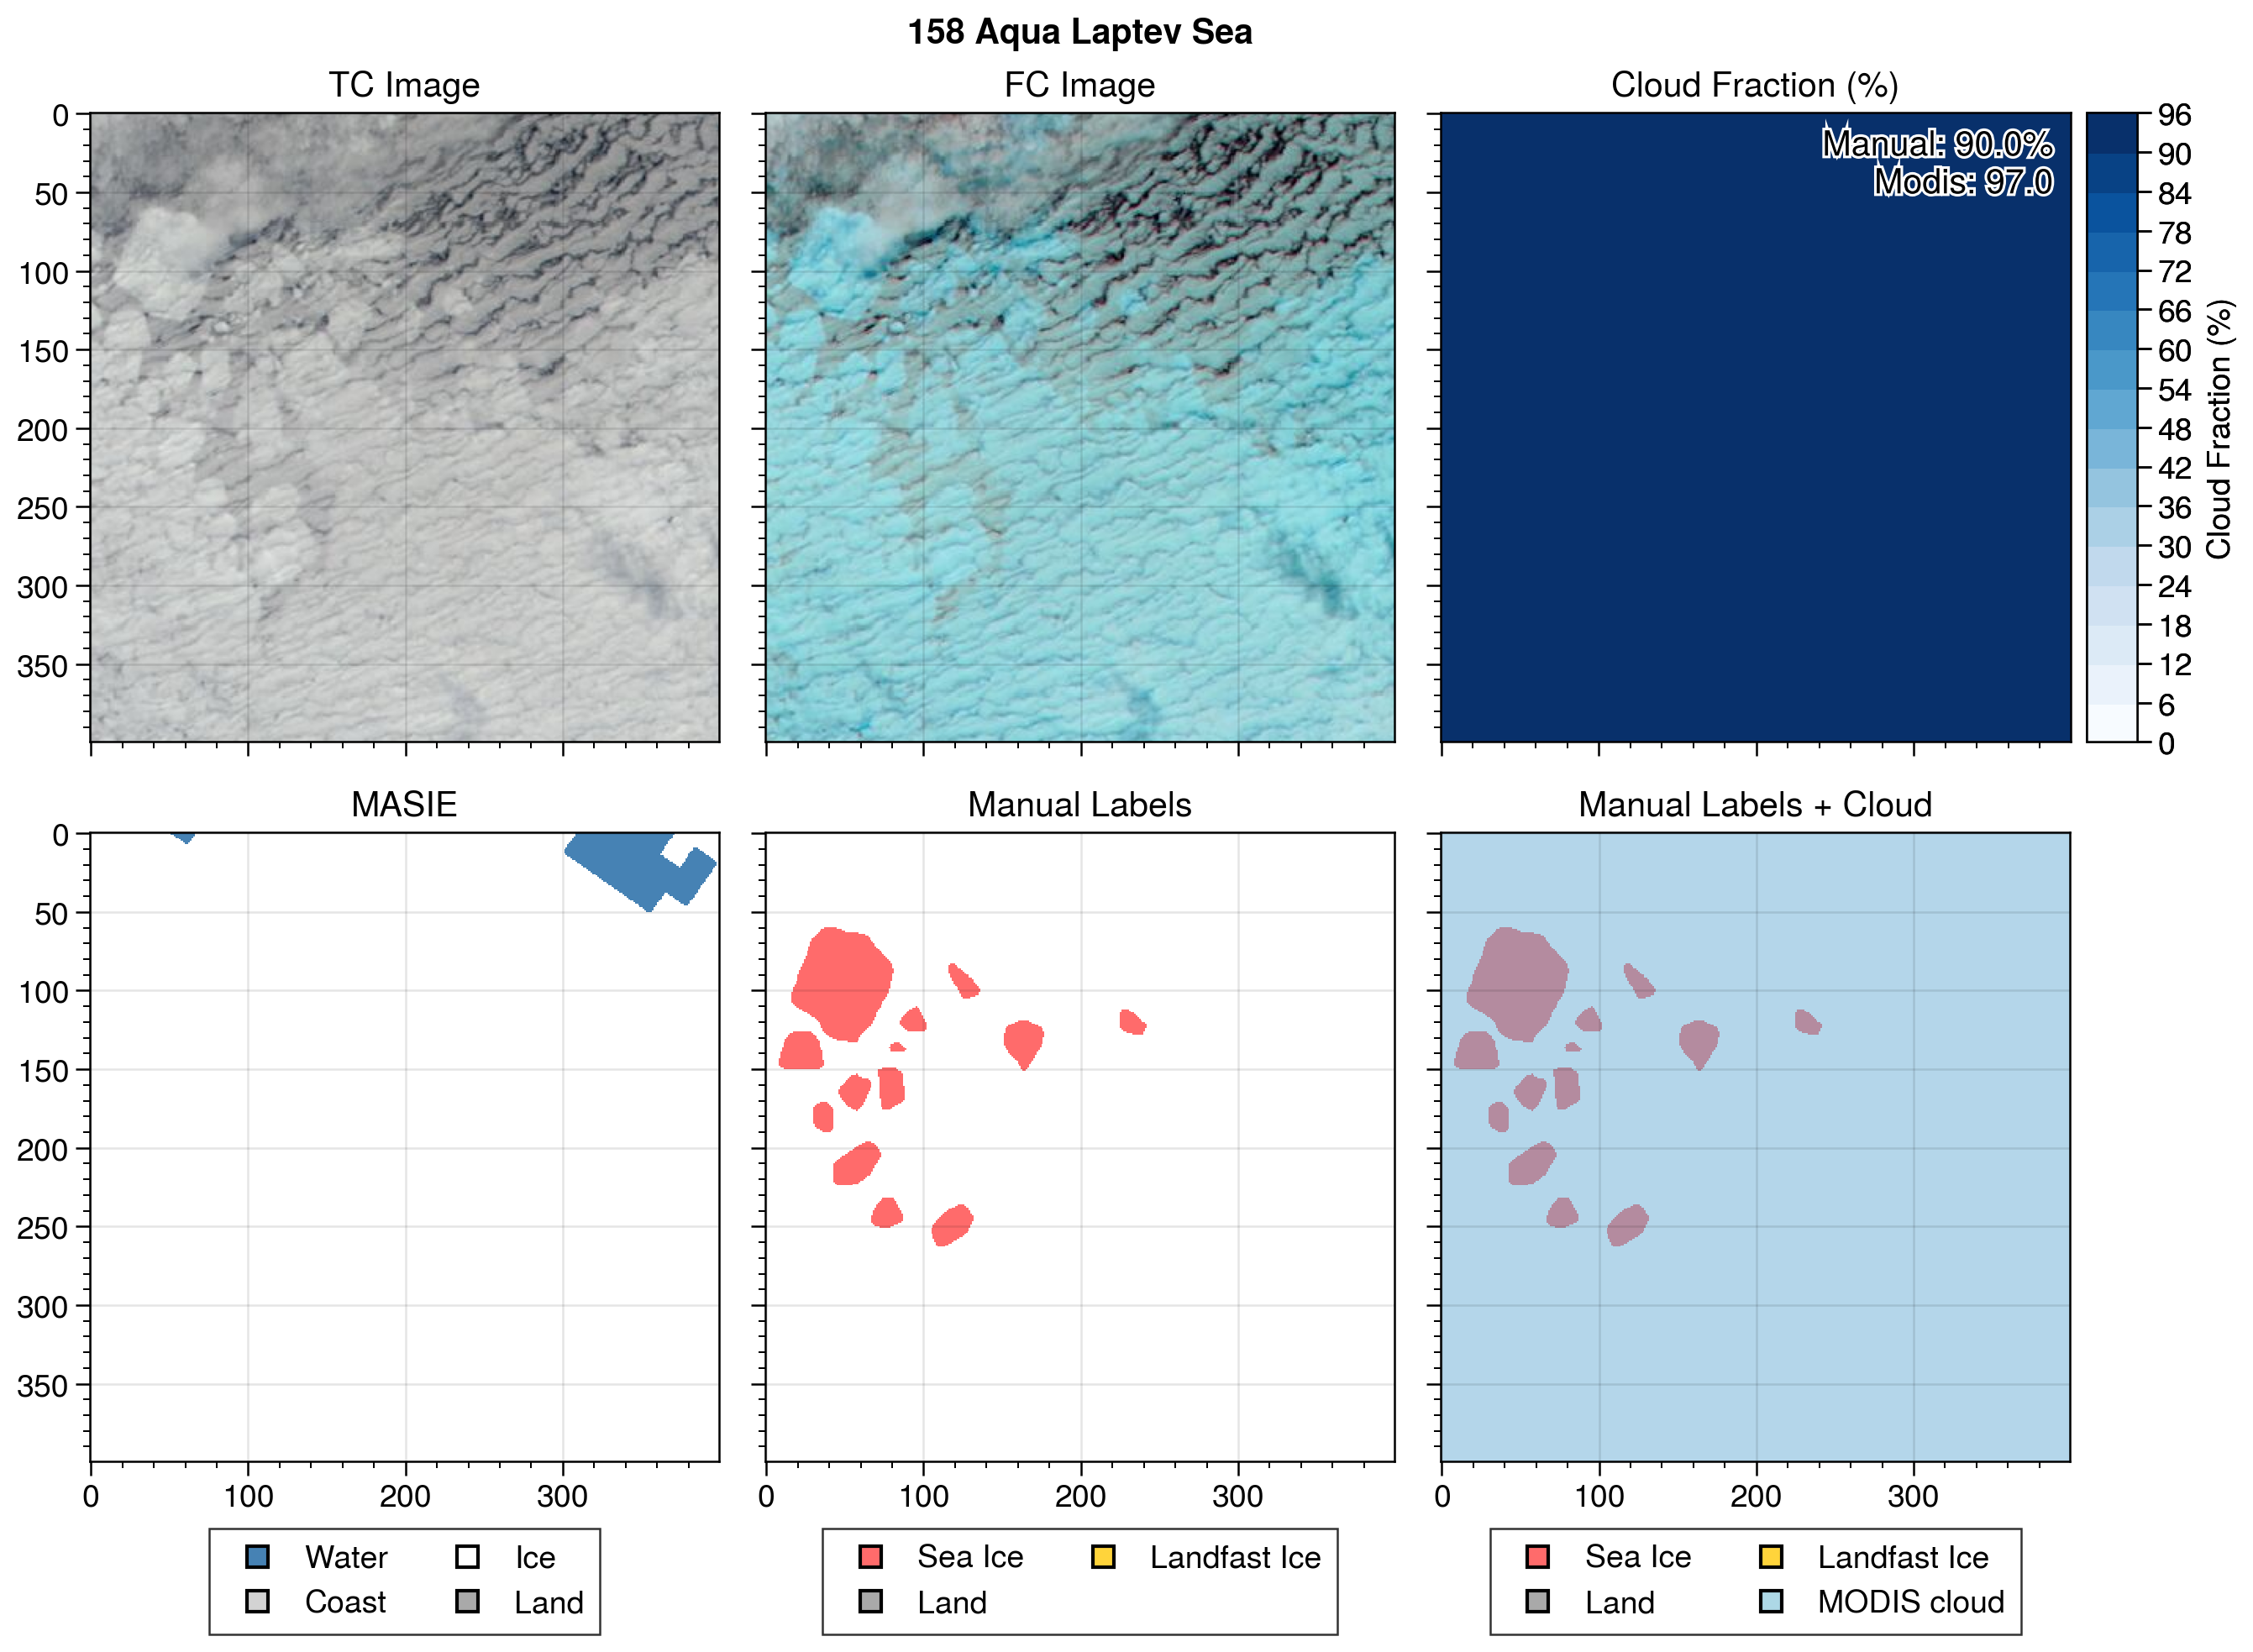 158 Aqua Laptev Sea
TC Image
FC Image
Cloud Fraction (%)
0
50
100
150
200
250
300
350
Manual: 90.0%
Modis: 97.0
96
90
84
78
72
66
60
54
48
42
36
30
24
18
12
6
0
Cloud Fraction (%)
MASIE
Manual Labels
Manual Labels + Cloud
0
50
100
150
200
250
300
350
0 100 200 300
0 100 200 300
0 100 200 300
Water Ice
Coast Land
Sea Ice Landfast Ice
Land
Sea Ice Landfast Ice
Land MODIS cloud